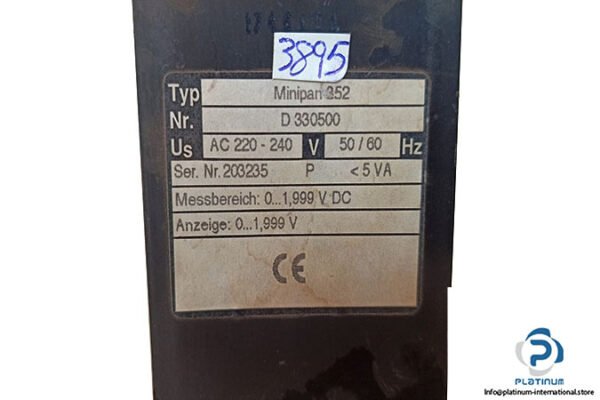 3895
Typ Minipan 352
Nr. D 330500
Us AC 220 - 240 V 50 / 60 Hz
Ser. Nr. 203235 P < 5 VA
Messbereich: 0...1,999 V DC
Anzeige: 0...1,999 V
CE
PLATINUM
Info@platinum-international.store